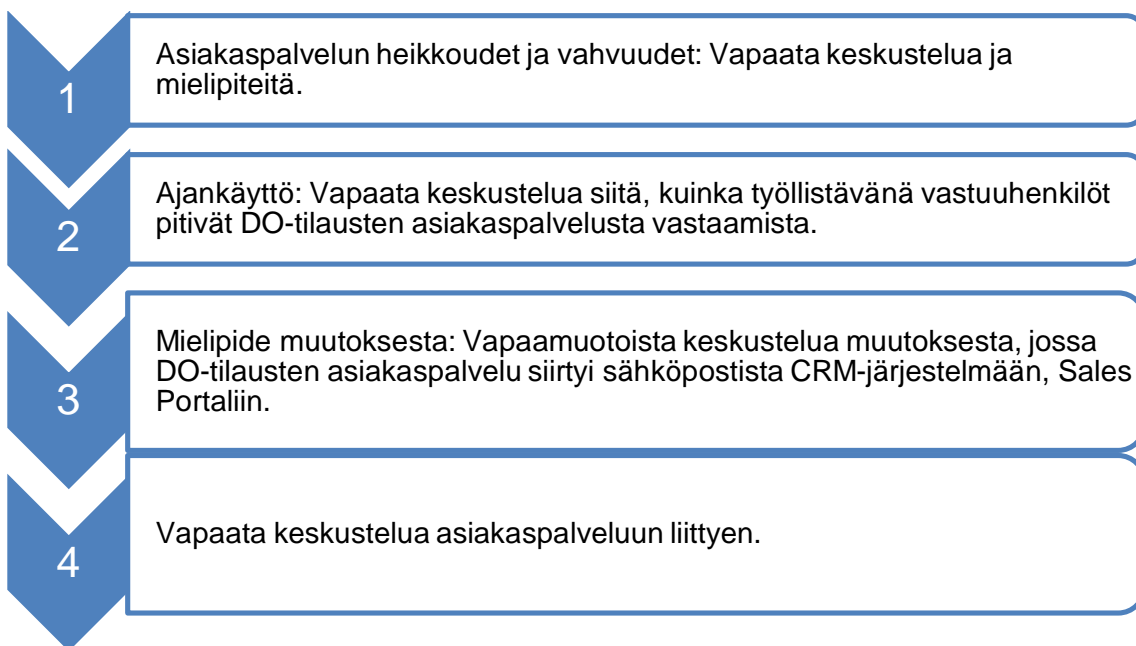 1
Asiakaspalvelun heikkoudet ja vahvuudet: Vapaata keskustelua ja
mielipiteitä.
2
Ajankäyttö: Vapaata keskustelua siitä, kuinka työllistävänä vastuuhenkilöt
pitivät DO-tilausten asiakaspalvelusta vastaamista.
3
Mielipide muutoksesta: Vapaamuotoista keskustelua muutoksesta, jossa
DO-tilausten asiakaspalvelu siirtyi sähköpostista CRM-järjestelmään, Sales
Portaliin.
4
Vapaata keskustelua asiakaspalveluun liittyen.